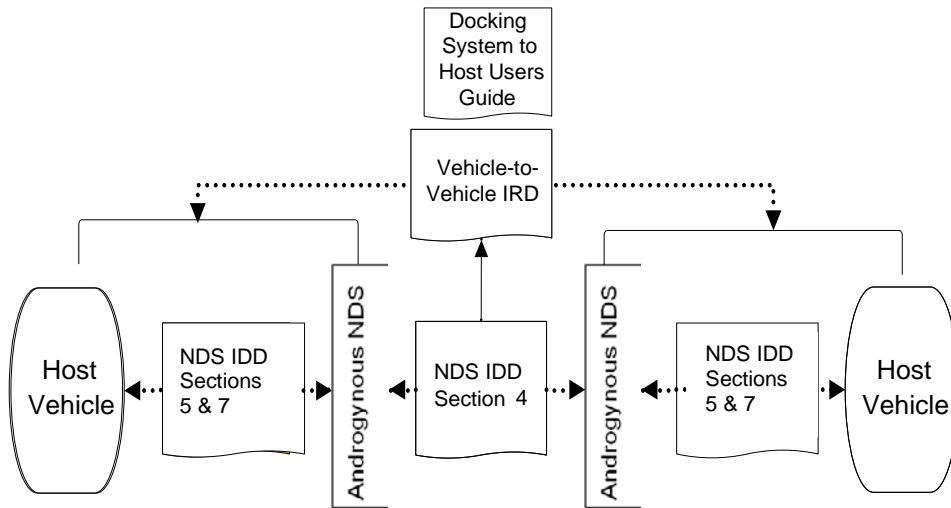 Docking
System to
Host Users
Guide
Vehicle-to-
Vehicle IRD
Host
Vehicle
NDS IDD
Sections
5 & 7
Androgynous NDS
NDS IDD
Section 4
Androgynous NDS
NDS IDD
Sections
5 & 7
Host
Vehicle